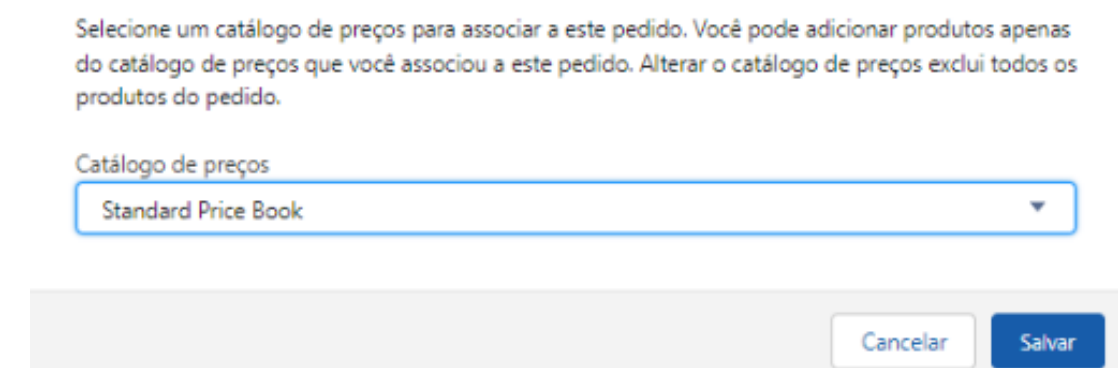 Selecione um catálogo de preços para associar a este pedido. Você pode adicionar produtos apenas
do catálogo de preços que você associou a este pedido. Alterar o catálogo de preços exclui todos os
produtos do pedido.
Catálogo de preços
Standard Price Book
Cancelar Salvar